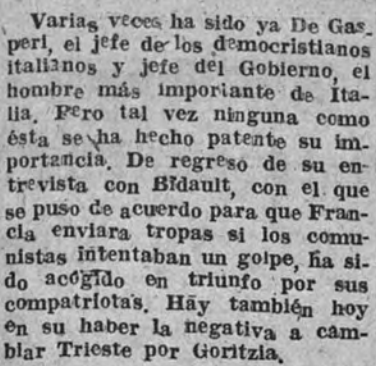 Varias veces ha sido ya De Gas-
peri, el jefe de los democristianos
italianos y jefe del Gobierno, el
hombre más importante de Ita-
lia. Pero tal vez ninguna como
ésta se ha hecho patente su im-
portancia. De regreso de su en-
trevista con Bidault, con el que
se puso de acuerdo para que Fran-
cia enviara tropas si los comu-
nistas intentaban un golpe, ha si-
do acogido en triunfo por sus
compatriotas. Hay también hoy
en su haber la negativa a cam-
biar Trieste por Goritzia.